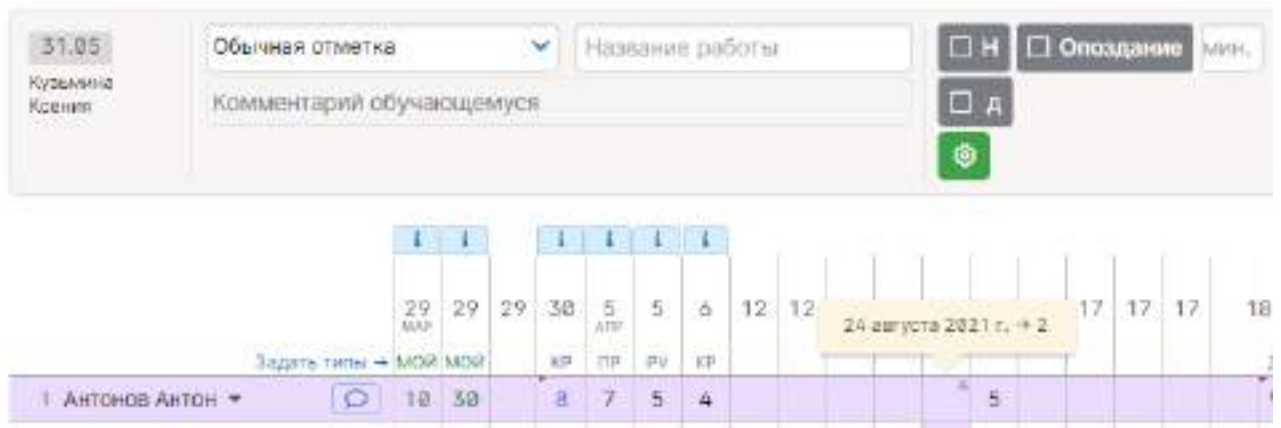 31.05
Обычная отметка
Название работы
Н
Опоздание
мин.
Кузьмина
Ксения
Комментарий обучающемуся
д
29 29 29 30 5 5 6 12 12 17 17 17 18
МАР АПР
24 августа 2021 г. → 2
Задать типы → МОЙ МОЙ КР ПР РУ КР
1 Антонов Антон 10 30 8 7 5 4 5